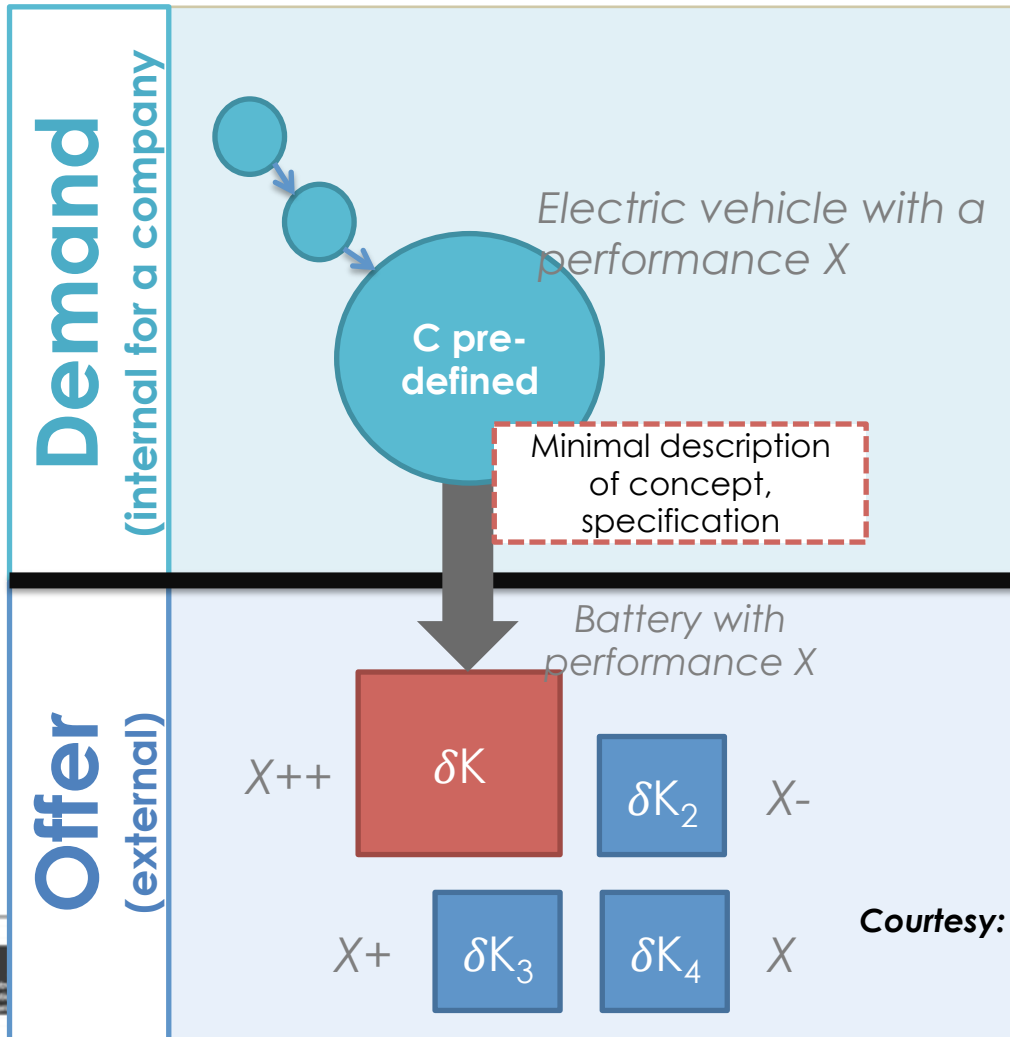 Demand
(internal for a company
Electric vehicle with a
performance X
C pre-
defined
Minimal description
of concept,
specification
Offer
(external)
Battery with
performance X
X++
δK
δK₂
X-
X+
δK₃
δK₄
X
Courtesy: